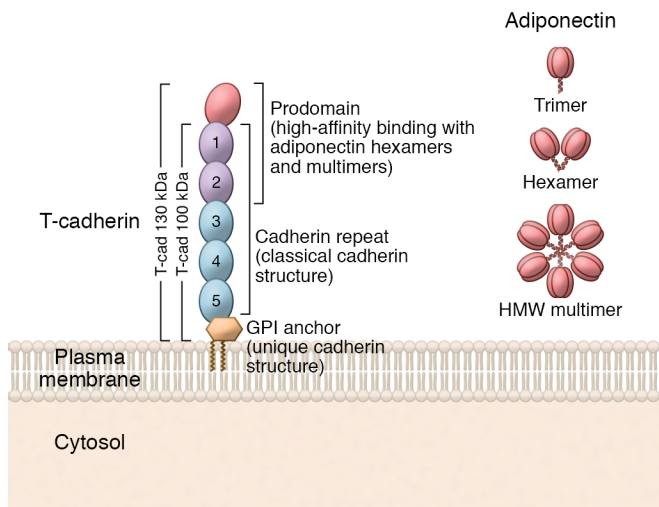 Adiponectin
Trimer
Hexamer
HMW multimer
T-cadherin
T-cad 130 kDa
T-cad 100 kDa
1
2
3
4
5
Prodomain
(high-affinity binding with
adiponectin hexamers
and multimers)
Cadherin repeat
(classical cadherin
structure)
GPI anchor
(unique cadherin
structure)
Plasma
membrane
Cytosol